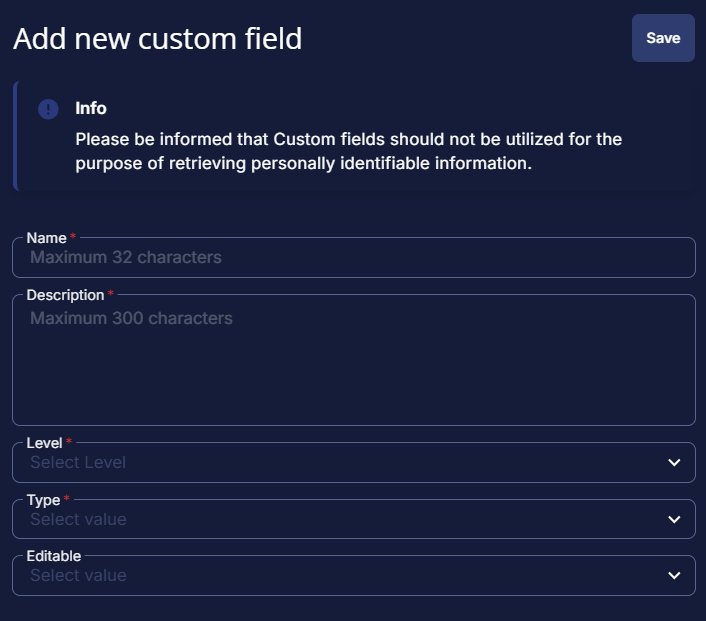 Add new custom field
Save
Info
Please be informed that Custom fields should not be utilized for the
purpose of retrieving personally identifiable information.
Name *
Maximum 32 characters
Description *
Maximum 300 characters
Level *
Select Level
Type *
Select value
Editable
Select value